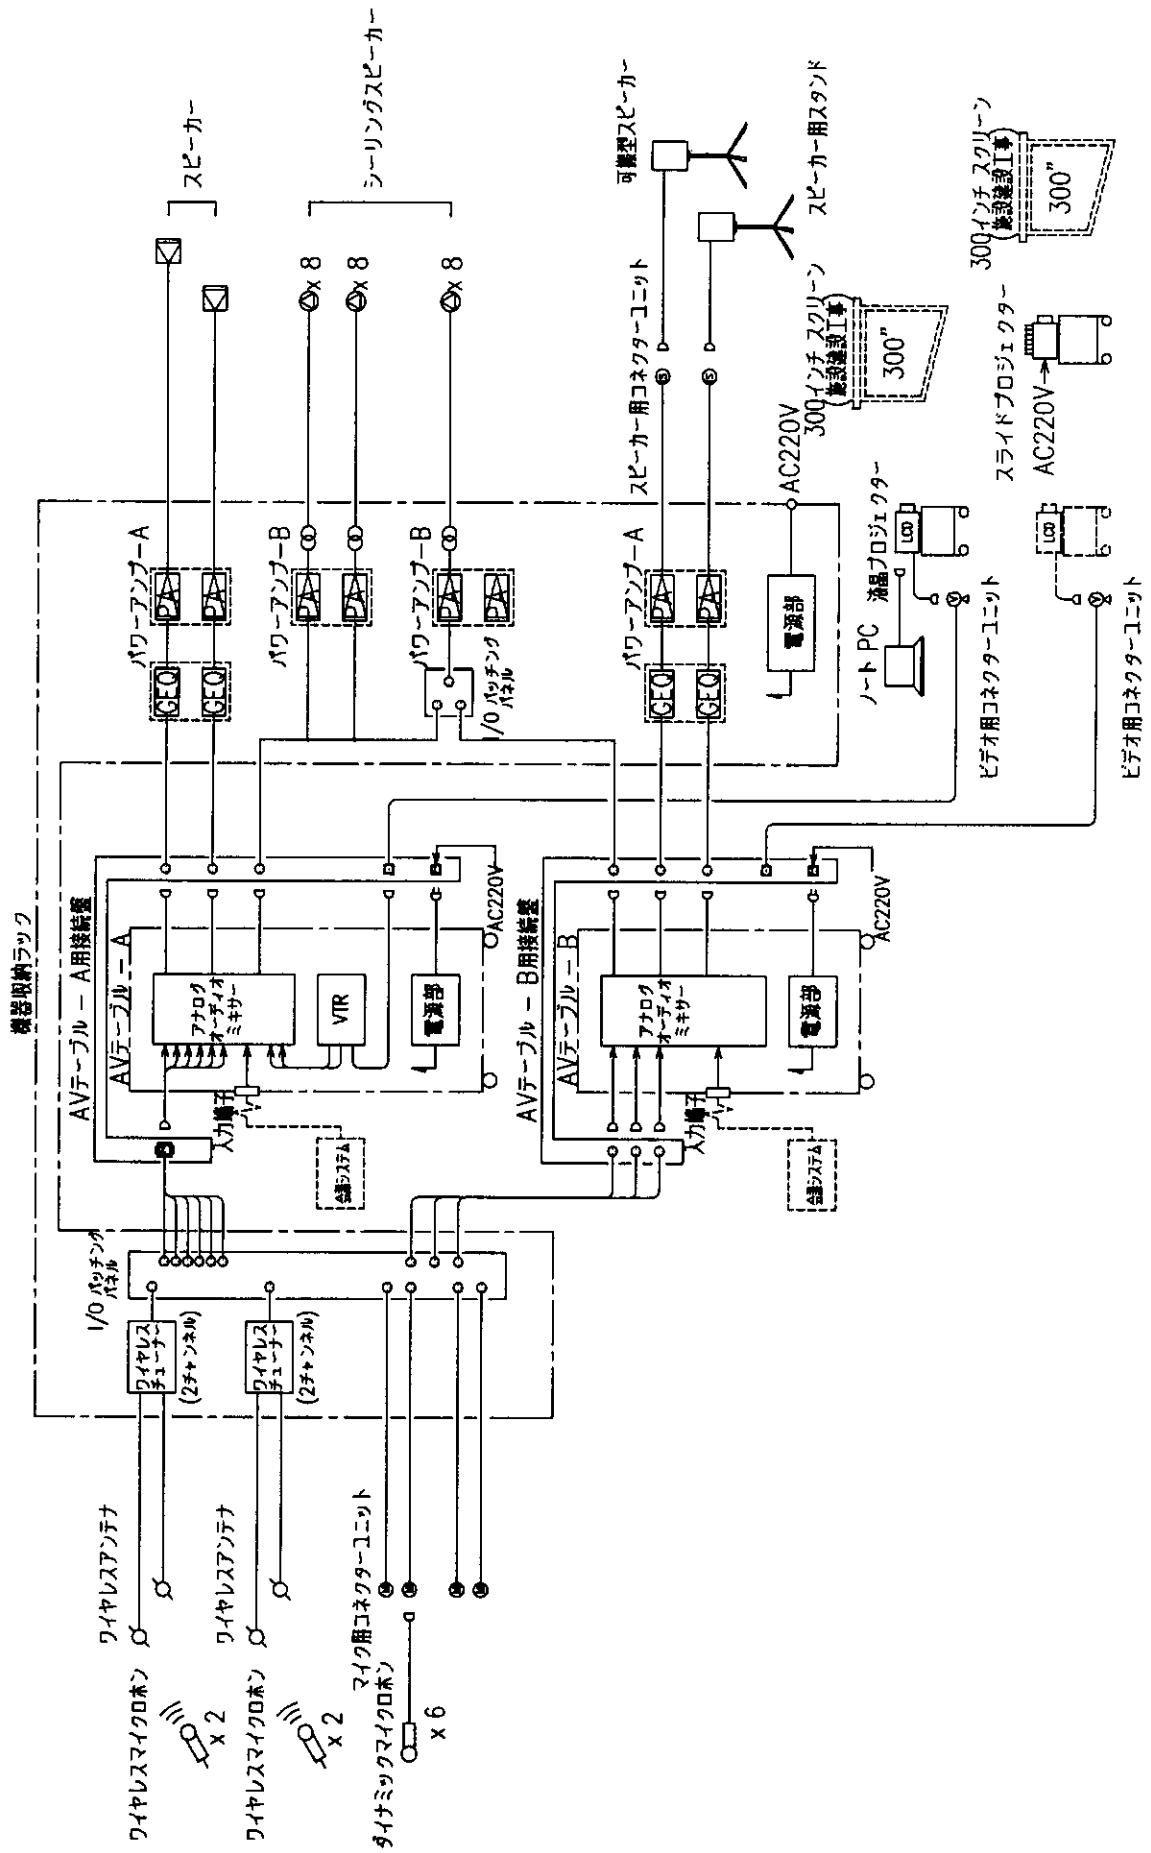 機器収納ラック
ワイヤレスマイクロホン
x 2
ワイヤレスアンテナ
ワイヤレスマイクロホン
x 2
ワイヤレスアンテナ
ダイナミックマイクロホン
x 6
マイク用コネクターユニット
M
M
M
M
ワイヤレス
チューナー
(2チャンネル)
ワイヤレス
チューナー
(2チャンネル)
I/O パッチング
パネル
AVテーブル - A用接続盤
AVテーブル - A
入力端子
会議システム
アナログ
オーディオ
ミキサー
VTR
電源部
AC220V
AVテーブル - B用接続盤
AVテーブル - B
入力端子
会議システム
アナログ
オーディオ
ミキサー
電源部
AC220V
GEQ
GEQ
パワーアンプ-A
PA
PA
パワーアンプ-B
PA
PA
I/O パッチング
パネル
パワーアンプ-B
PA
PA
GEQ
GEQ
パワーアンプ-A
PA
PA
電源部
AC220V
スピーカー
x 8
x 8
x 8
シーリングスピーカー
スピーカー用コネクターユニット
S
S
可搬型スピーカー
スピーカー用スタンド
ノート PC
液晶プロジェクター
LCD
V
ビデオ用コネクターユニット
300インチ スクリーン
施設建設工事
300"
LCD
V
ビデオ用コネクターユニット
スライドプロジェクター
AC220V
300インチ スクリーン
施設建設工事
300"